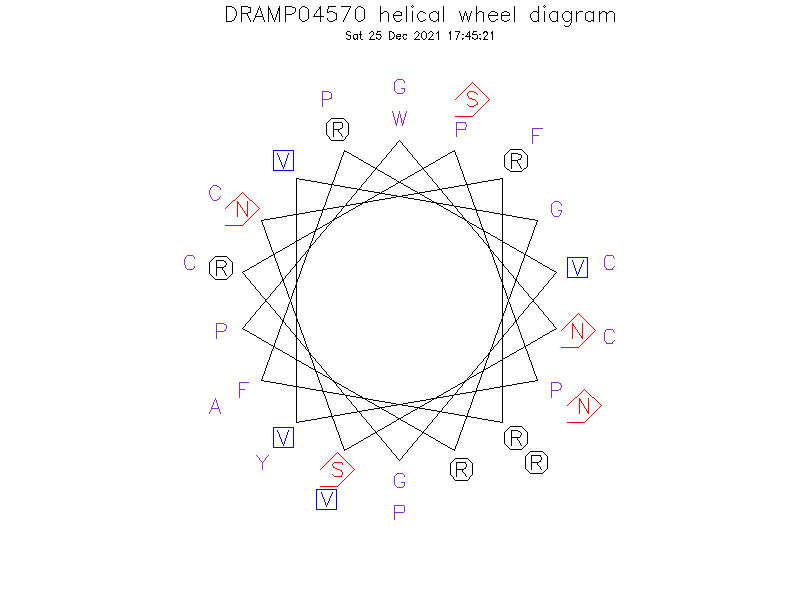 DRAMP04570 helical wheel diagram
Sat 25 Dec 2021 17:45:21
G
P S
W
R P F
V R
C N G
C R V C
P N C
F P
A N
V R
Y R
S R
G
V
P